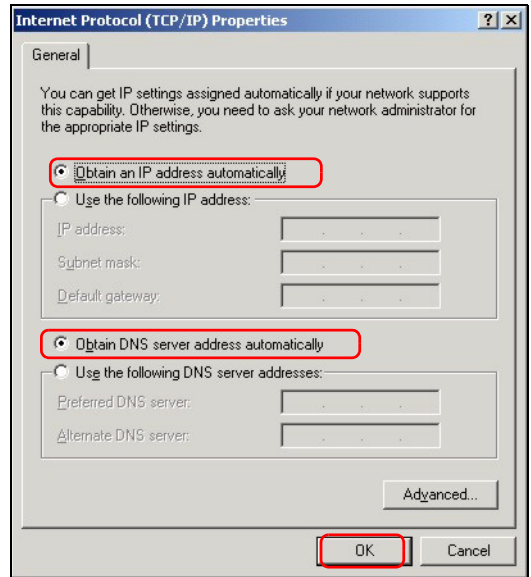 Internet Protocol (TCP/IP) Properties
General
You can get IP settings assigned automatically if your network supports
this capability. Otherwise, you need to ask your network administrator for
the appropriate IP settings.
Obtain an IP address automatically
Use the following IP address:
IP address:
Subnet mask:
Default gateway:
Obtain DNS server address automatically
Use the following DNS server addresses:
Preferred DNS server:
Alternate DNS server:
Advanced...
OK Cancel